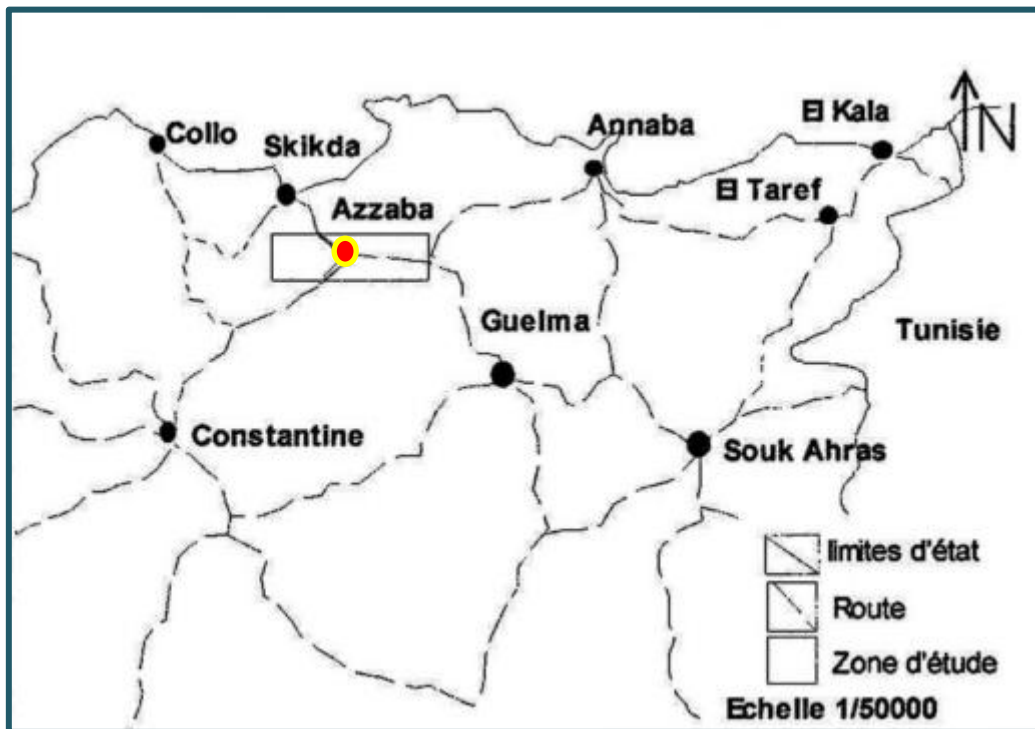 Collo
Skikda
Annaba
El Kala
N
El Taref
Azzaba
Guelma
Tunisie
Constantine
Souk Ahras
limites d'état
Route
Zone d'étude
Echelle 1/50000